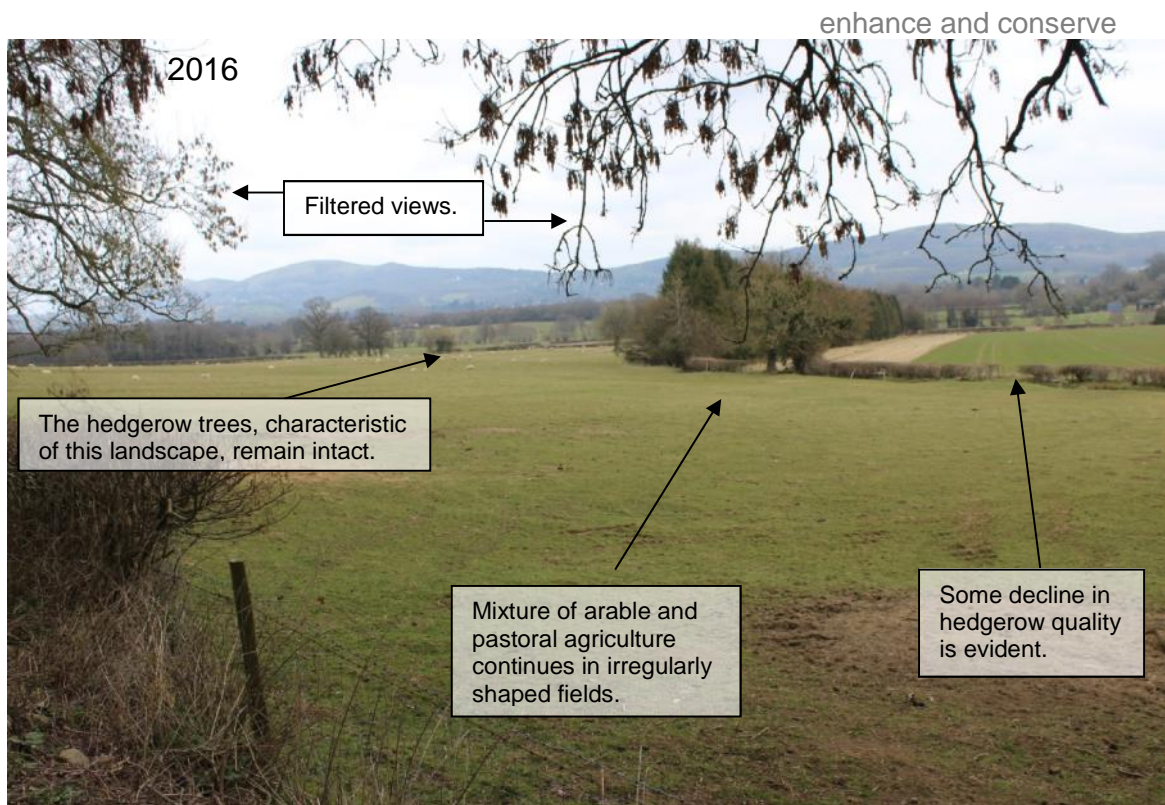 enhance and conserve
2016
Filtered views.
The hedgerow trees, characteristic
of this landscape, remain intact.
Mixture of arable and
pastoral agriculture
continues in irregularly
shaped fields.
Some decline in
hedgerow quality
is evident.